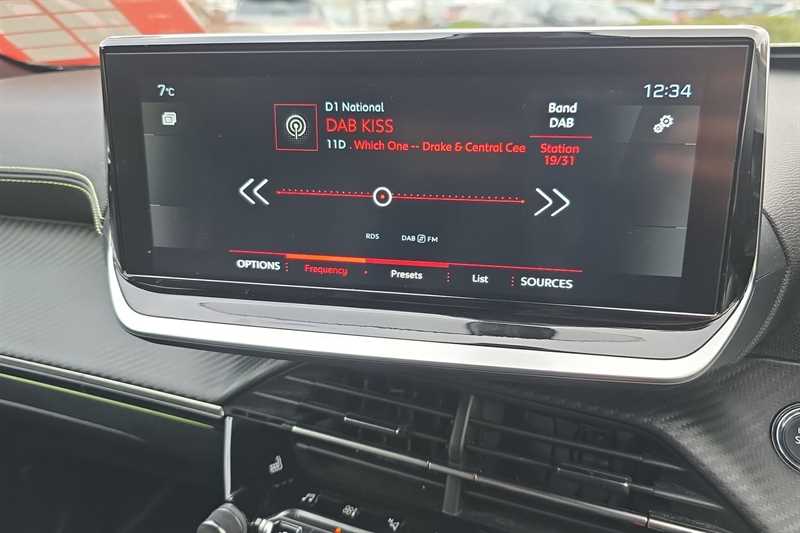 7°C
12:34
D1 National
DAB KISS
11D . Which One -- Drake & Central Cee
Band
DAB
Station
19/31
RDS DAB FM
OPTIONS Frequency Presets List SOURCES